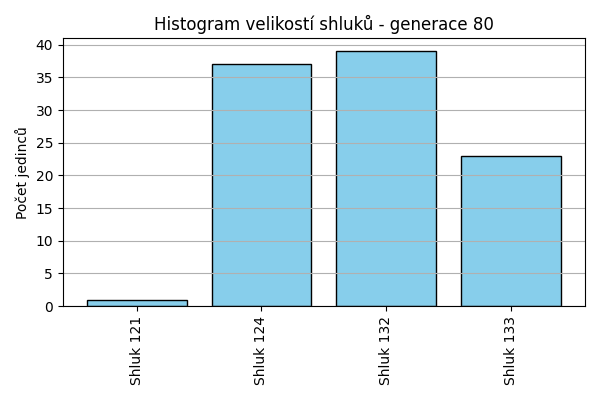 Histogram velikostí shluků - generace 80
Počet jedinců
40
35
30
25
20
15
10
5
0
Shluk 121
Shluk 124
Shluk 132
Shluk 133